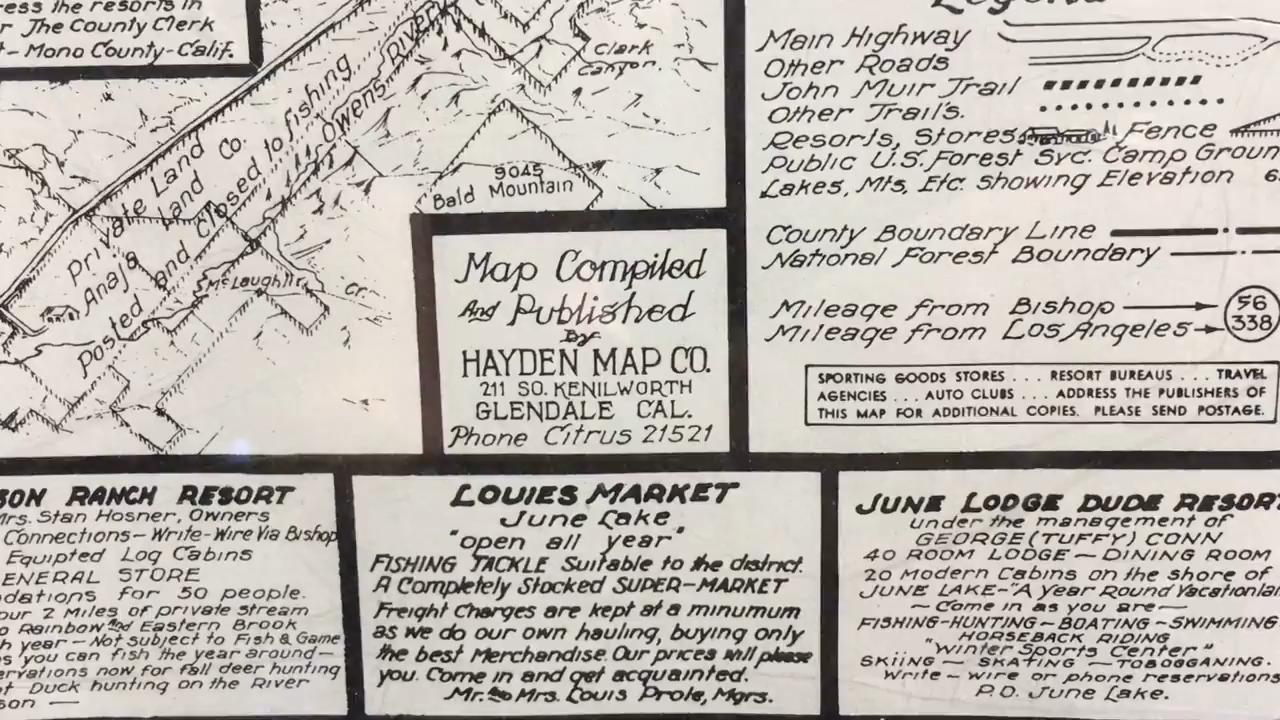 ress the resorts in
r The County Clerk
t - Mono County - Calif.
Clark
Canyon.
Owens River
Private Land
Anaja Land Co.
Posted and Closed to fishing
McLaughlin
Cr.
9045
Bald Mountain
Map Compiled
And Published
By
HAYDEN MAP CO.
211 SO. KENILWORTH
GLENDALE CAL.
Phone Citrus 21521
Legend
Main Highway
Other Roads
John Muir Trail
Other Trail's.
Resorts, Stores Fence
Public U.S. Forest Svc. Camp Groun
Lakes, Mts, Etc. Showing Elevation 6
County Boundary Line
National Forest Boundary
Mileage from Bishop 56
Mileage from Los Angeles 338
SPORTING GOODS STORES . . . RESORT BUREAUS . . . TRAVEL
AGENCIES . . . AUTO CLUBS . . . ADDRESS THE PUBLISHERS OF
THIS MAP FOR ADDITIONAL COPIES. PLEASE SEND POSTAGE.
SON RANCH RESORT
Mrs. Stan Hosner, Owners
Connections - Write - Wire Via Bishop
Equipted Log Cabins
ENERAL STORE
dations for 50 people.
our 2 Miles of private stream
o Rainbow and Eastern Brook
h year - Not subject to Fish & Game
s you can fish the year around -
ervations now for fall deer hunting
t Duck hunting on the River
son -
LOUIES MARKET
June Lake
"open all year"
FISHING TACKLE Suitable to the district.
A Completely Stocked SUPER-MARKET
Freight Charges are kept at a minumum
as we do our own hauling, buying only
the best Merchandise. Our prices will please
you. Come in and get acquainted.
Mr. and Mrs. Louis Prole, Mgrs.
JUNE LODGE DUDE RESOR
under the management of
GEORGE (TUFFY) CONN
40 ROOM LODGE - DINING ROOM
20 Modern Cabins on the shore of
JUNE LAKE - "A Year Round Vacationlan
- Come in as you are -
FISHING - HUNTING - BOATING - SWIMMING
HORSEBACK RIDING
"Winter Sports Center"
SKIING - SKATING - TOBOGGANING.
Write - wire or phone reservations
P.O. June Lake.